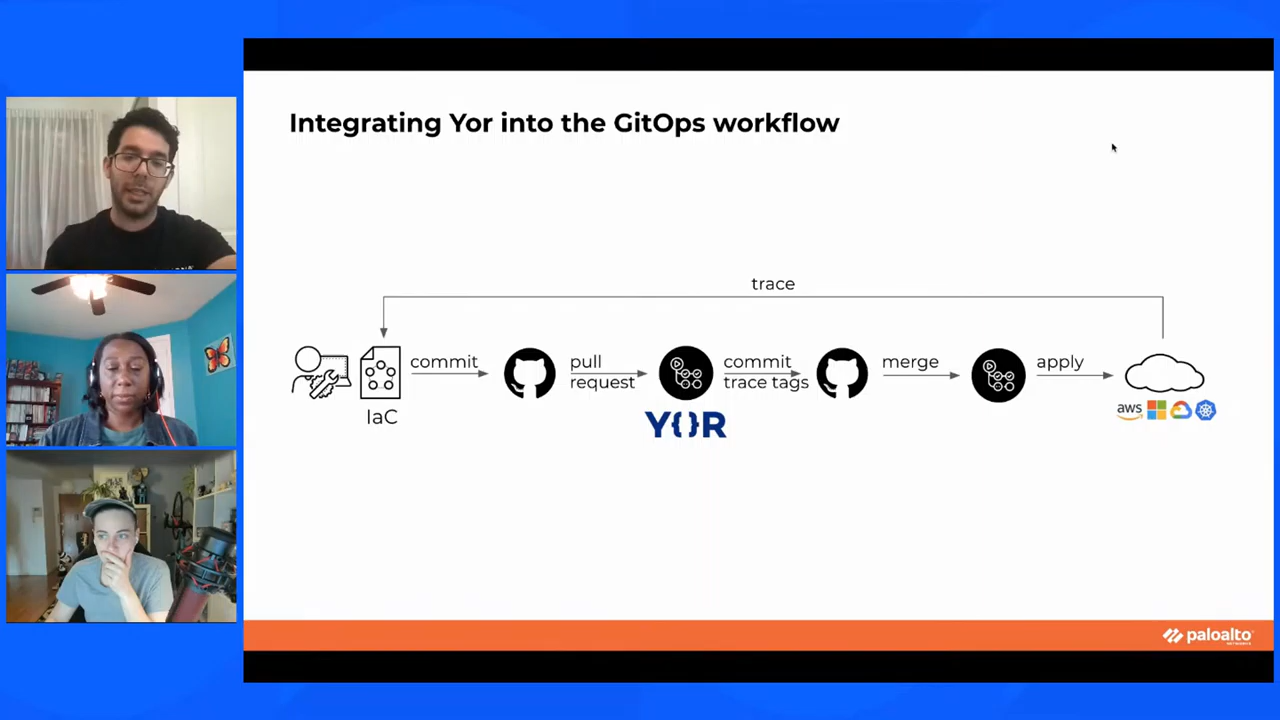 Integrating Yor into the GitOps workflow
trace
commit
pull
request
commit
trace tags
merge
apply
IaC
YOR
aws
paloalto
NETWORKS